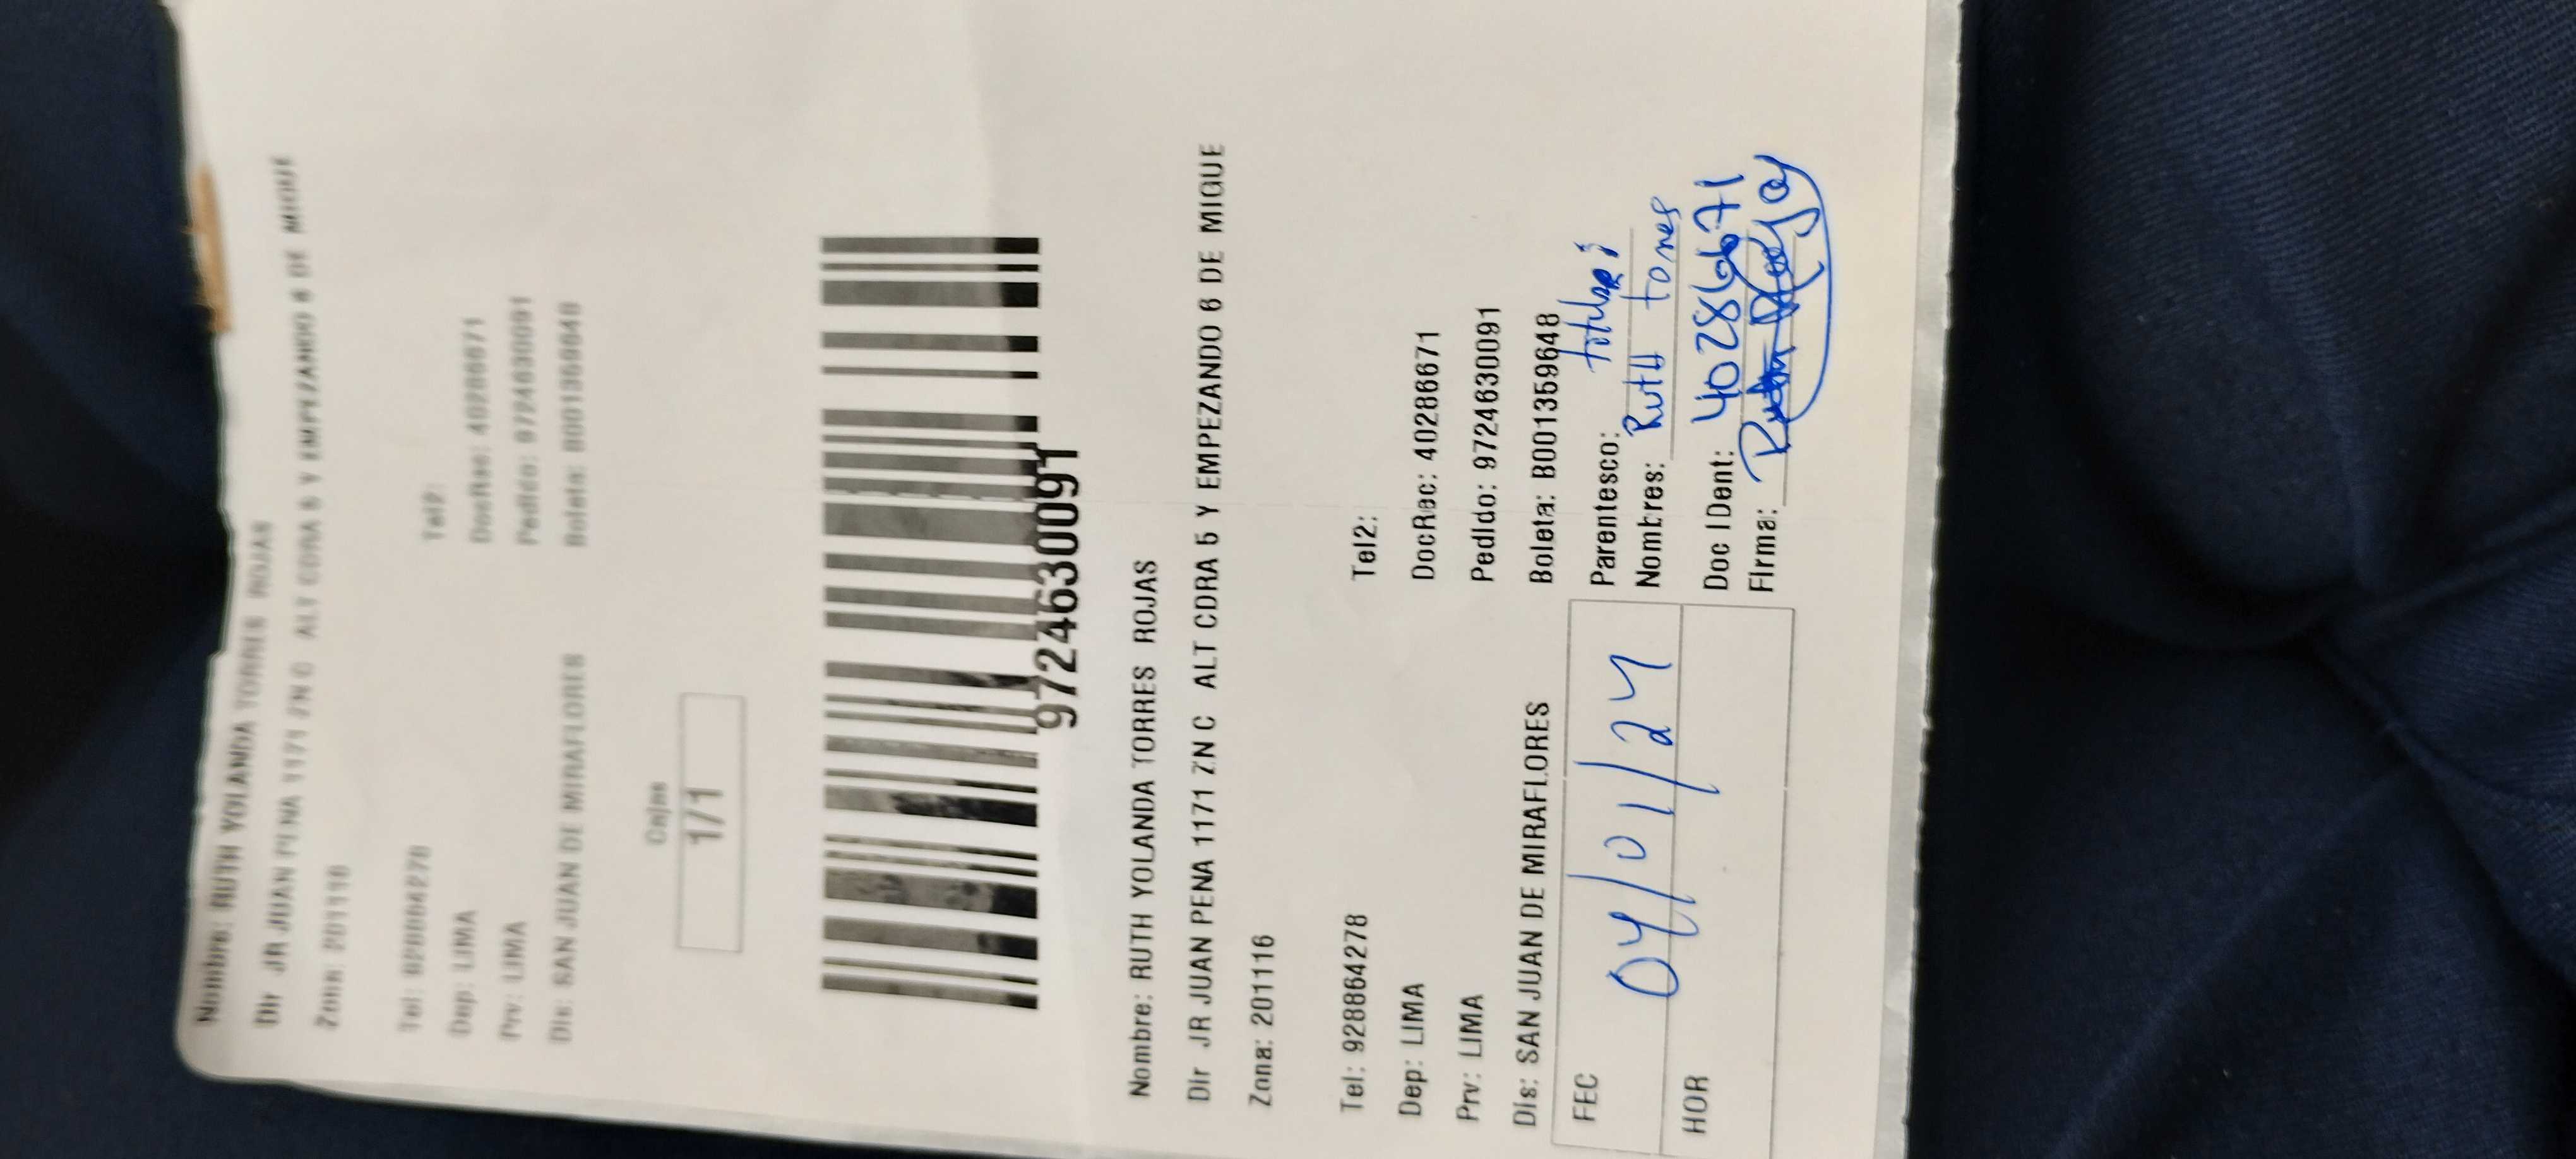 Nombre: RUTH YOLANDA TORRES ROJAS
Dir JR JUAN PENA 1171 ZN C ALT CDRA 5 Y EMPEZANDO 6 DE MIGUE
Zona: 201116
Tel: 928864278 Tel2:
Dep: LIMA DocRec: 40286671
Prv: LIMA Pedido: 9724630091
Dis: SAN JUAN DE MIRAFLORES Boleta: B001359648
Cajas
1/1
9724630091
Nombre: RUTH YOLANDA TORRES ROJAS
Dir JR JUAN PENA 1171 ZN C ALT CDRA 5 Y EMPEZANDO 6 DE MIGUE
Zona: 201116
Tel: 928864278 Tel2:
Dep: LIMA DocRec: 40286671
Prv: LIMA Pedido: 9724630091
Dis: SAN JUAN DE MIRAFLORES Boleta: B001359648
FEC 04/01/24 Parentesco:
Nombres: Ruth torres
HOR Doc IDent: 40286671
Firma: